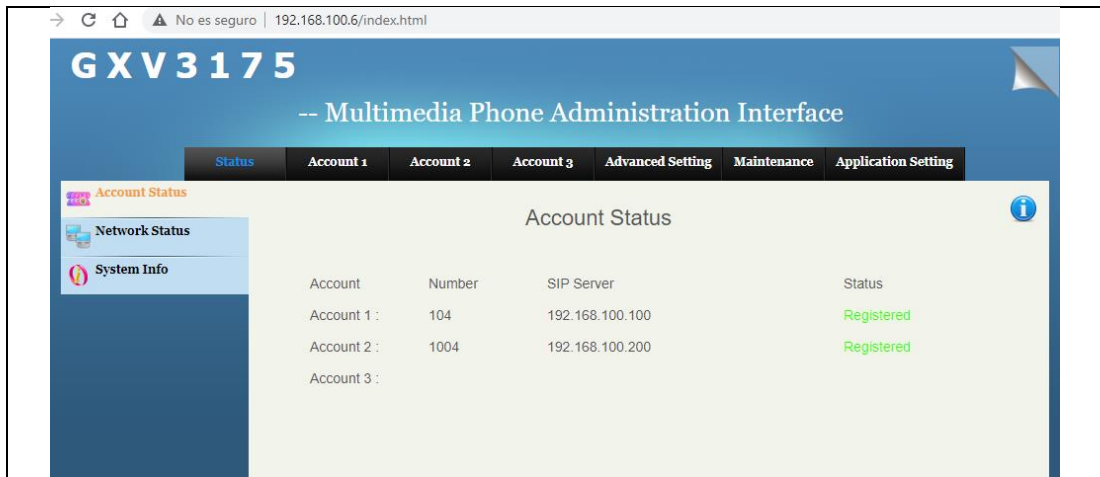 No es seguro | 192.168.100.6/index.html
GXV3175
-- Multimedia Phone Administration Interface
Status Account 1 Account 2 Account 3 Advanced Setting Maintenance Application Setting
Account Status
Network Status
System Info
Account Status
Account Number SIP Server Status
Account 1 : 104 192.168.100.100 Registered
Account 2 : 1004 192.168.100.200 Registered
Account 3 :